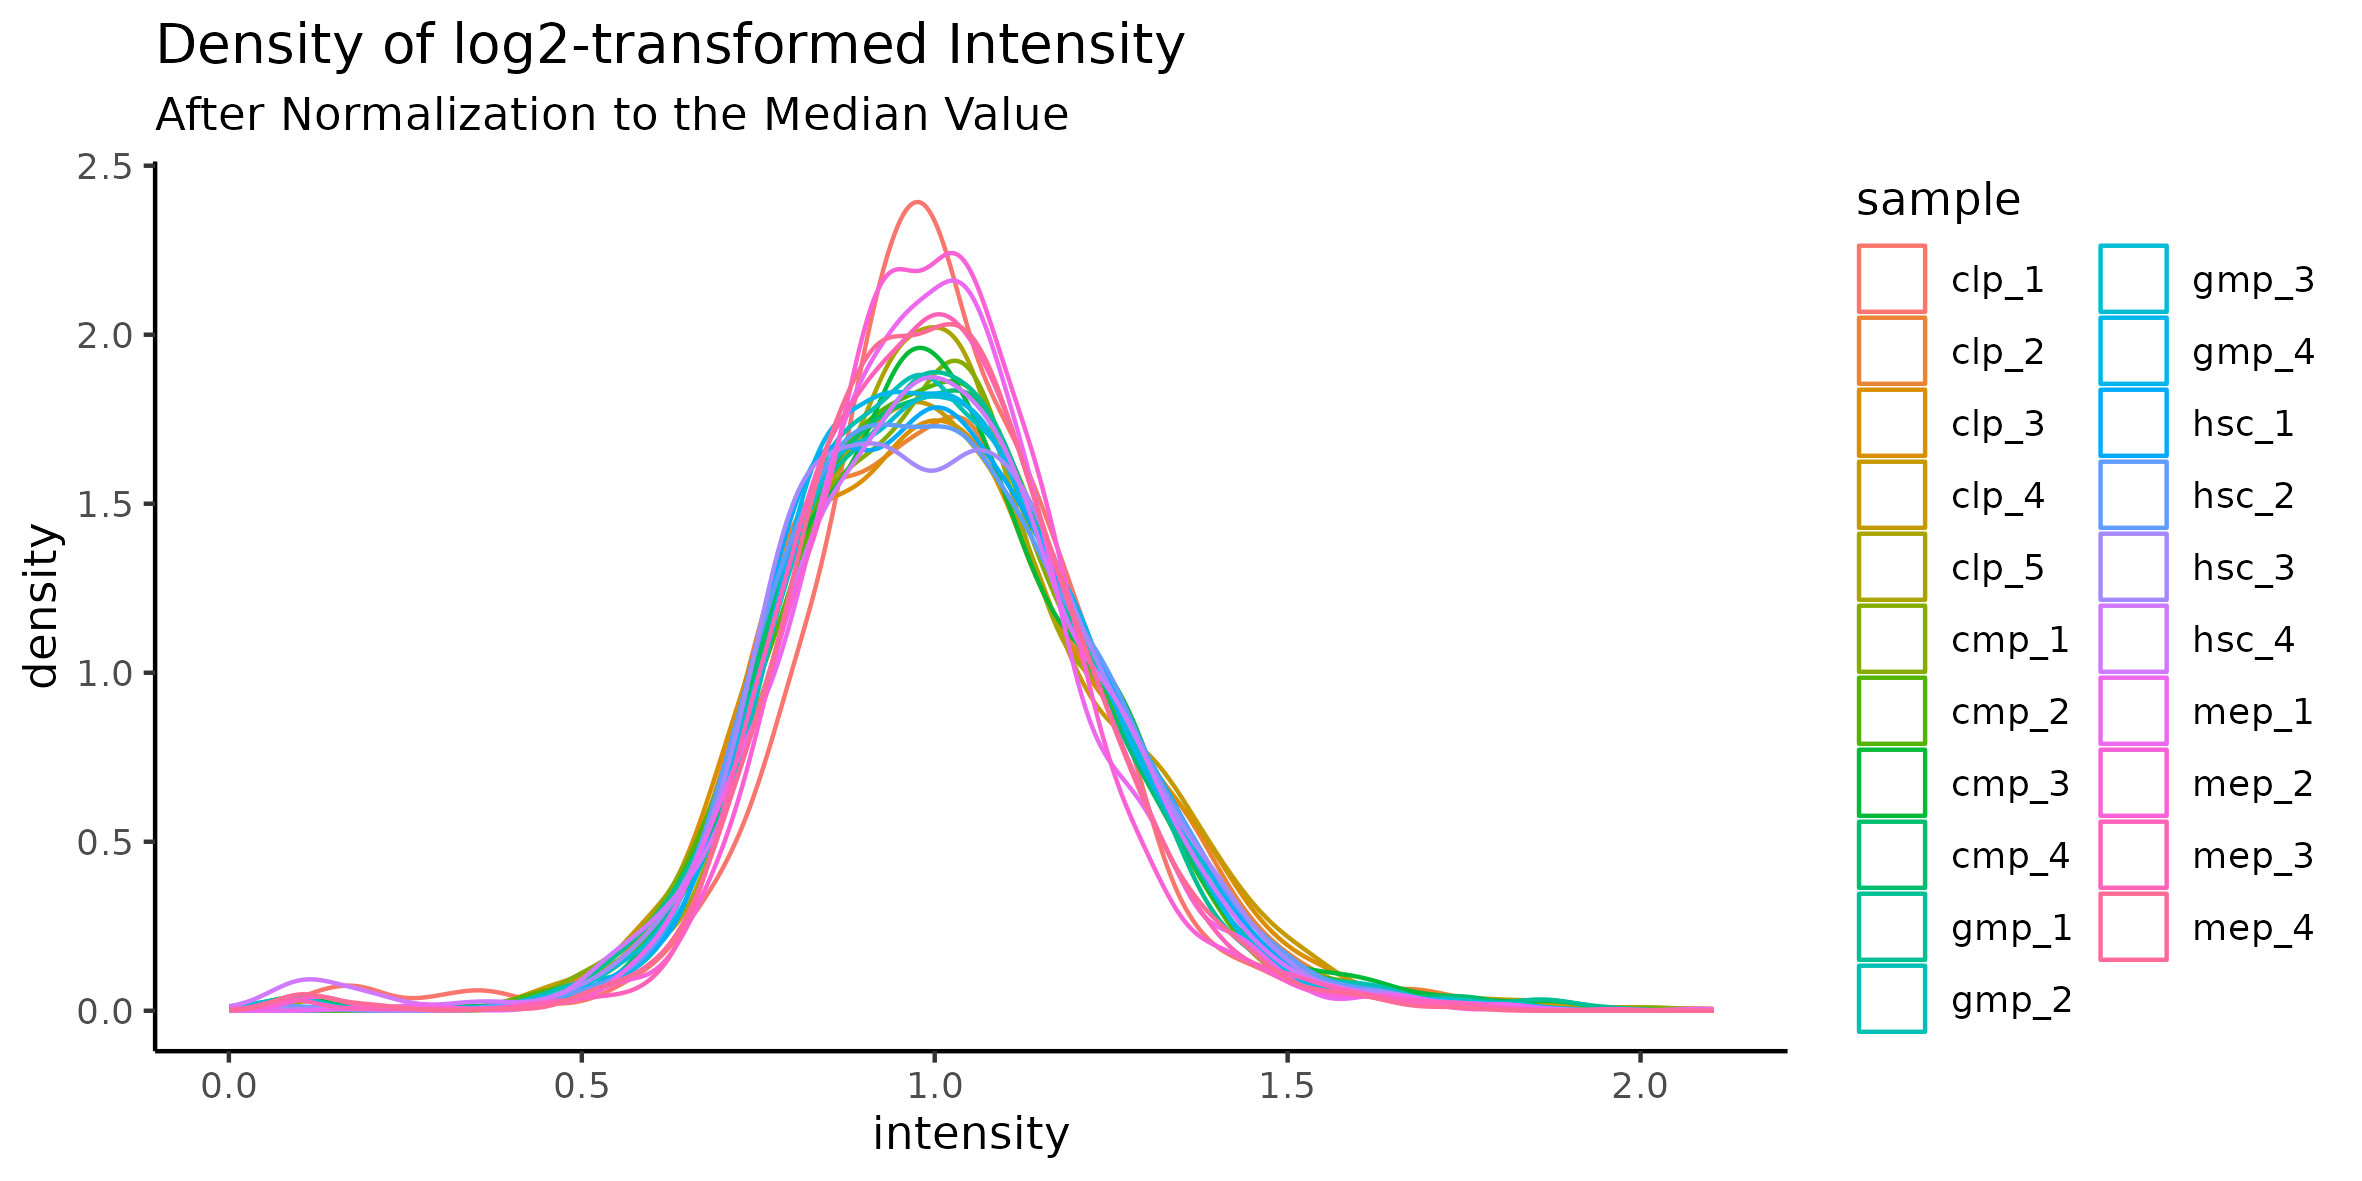 Density of log2-transformed Intensity
After Normalization to the Median Value
2.5
2.0
1.5
1.0
0.5
0.0
density
0.0 0.5 1.0 1.5 2.0
intensity
sample
clp_1
clp_2
clp_3
clp_4
clp_5
cmp_1
cmp_2
cmp_3
cmp_4
gmp_1
gmp_2
gmp_3
gmp_4
hsc_1
hsc_2
hsc_3
hsc_4
mep_1
mep_2
mep_3
mep_4